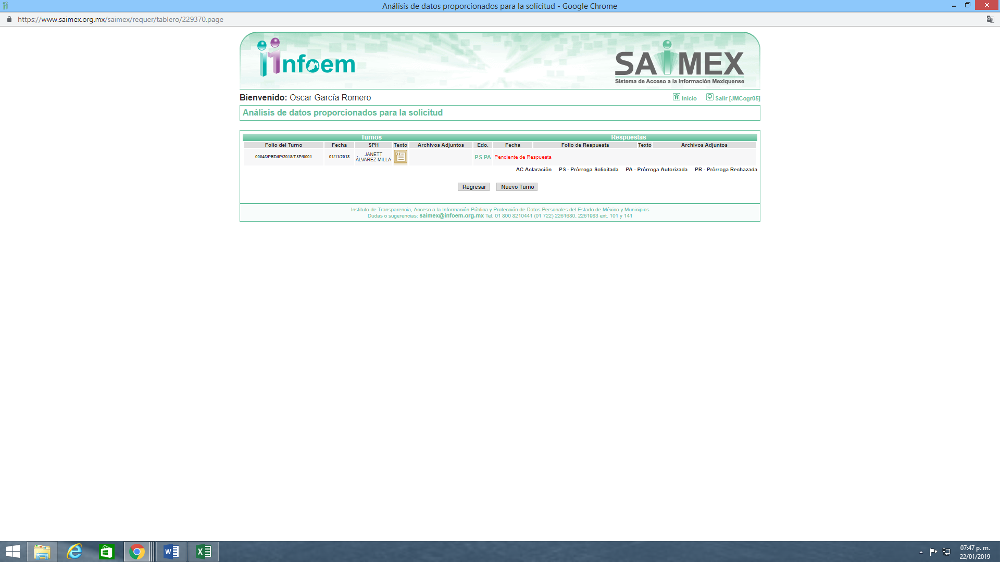 Análisis de datos proporcionados para la solicitud - Google Chrome
https://www.saimex.org.mx/saimex/requer/tablero/229370.page
infoem
SAIMEX
Sistema de Acceso a la Información Mexiquense
Bienvenido: Oscar García Romero
Inicio Salir [JMCogr05]
Análisis de datos proporcionados para la solicitud
Turnos Respuestas
Folio del Turno Fecha SPH Texto Archivos Adjuntos Edo. Fecha Folio de Respuesta Texto Archivos Adjuntos
00046/PRD/IP/2018/TSP/0001 01/11/2018 JANETT ÁLVAREZ MILLA PS PA Pendiente de Respuesta
AC Aclaración PS - Prórroga Solicitada PA - Prórroga Autorizada PR - Prórroga Rechazada
Regresar Nuevo Turno
Instituto de Transparencia, Acceso a la Información Pública y Protección de Datos Personales del Estado de México y Municipios
Dudas o sugerencias: saimex@infoem.org.mx Tel. 01 800 8210441 (01 722) 2261680, 2261983 ext. 101 y 141
07:47 p. m.
22/01/2019